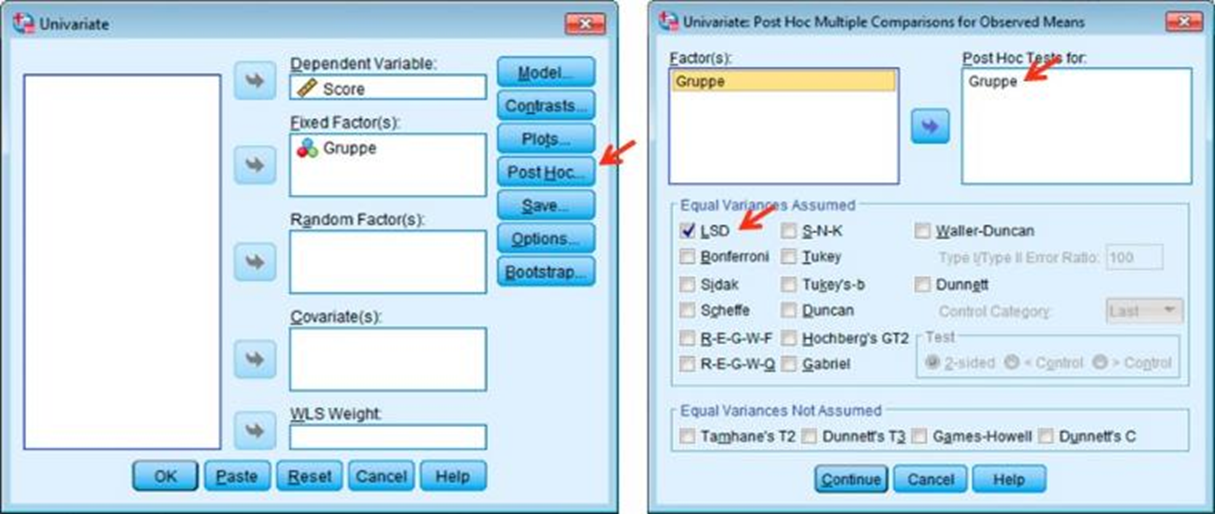 Univariate
Dependent Variable:
Score
Fixed Factor(s):
Gruppe
Random Factor(s):
Covariate(s):
WLS Weight:
Model...
Contrasts...
Plots...
Post Hoc...
Save...
Options...
Bootstrap...
OK
Paste
Reset
Cancel
Help
Univariate: Post Hoc Multiple Comparisons for Observed Means
Factor(s):
Gruppe
Post Hoc Tests for:
Gruppe
Equal Variances Assumed
LSD
S-N-K
Waller-Duncan
Bonferroni
Tukey
Type I/Type II Error Ratio: 100
Sidak
Tukey's-b
Dunnett
Scheffe
Duncan
Control Category: Last
R-E-G-W-F
Hochberg's GT2
Test
R-E-G-W-Q
Gabriel
2-sided
< Control
> Control
Equal Variances Not Assumed
Tamhane's T2
Dunnett's T3
Games-Howell
Dunnett's C
Continue
Cancel
Help